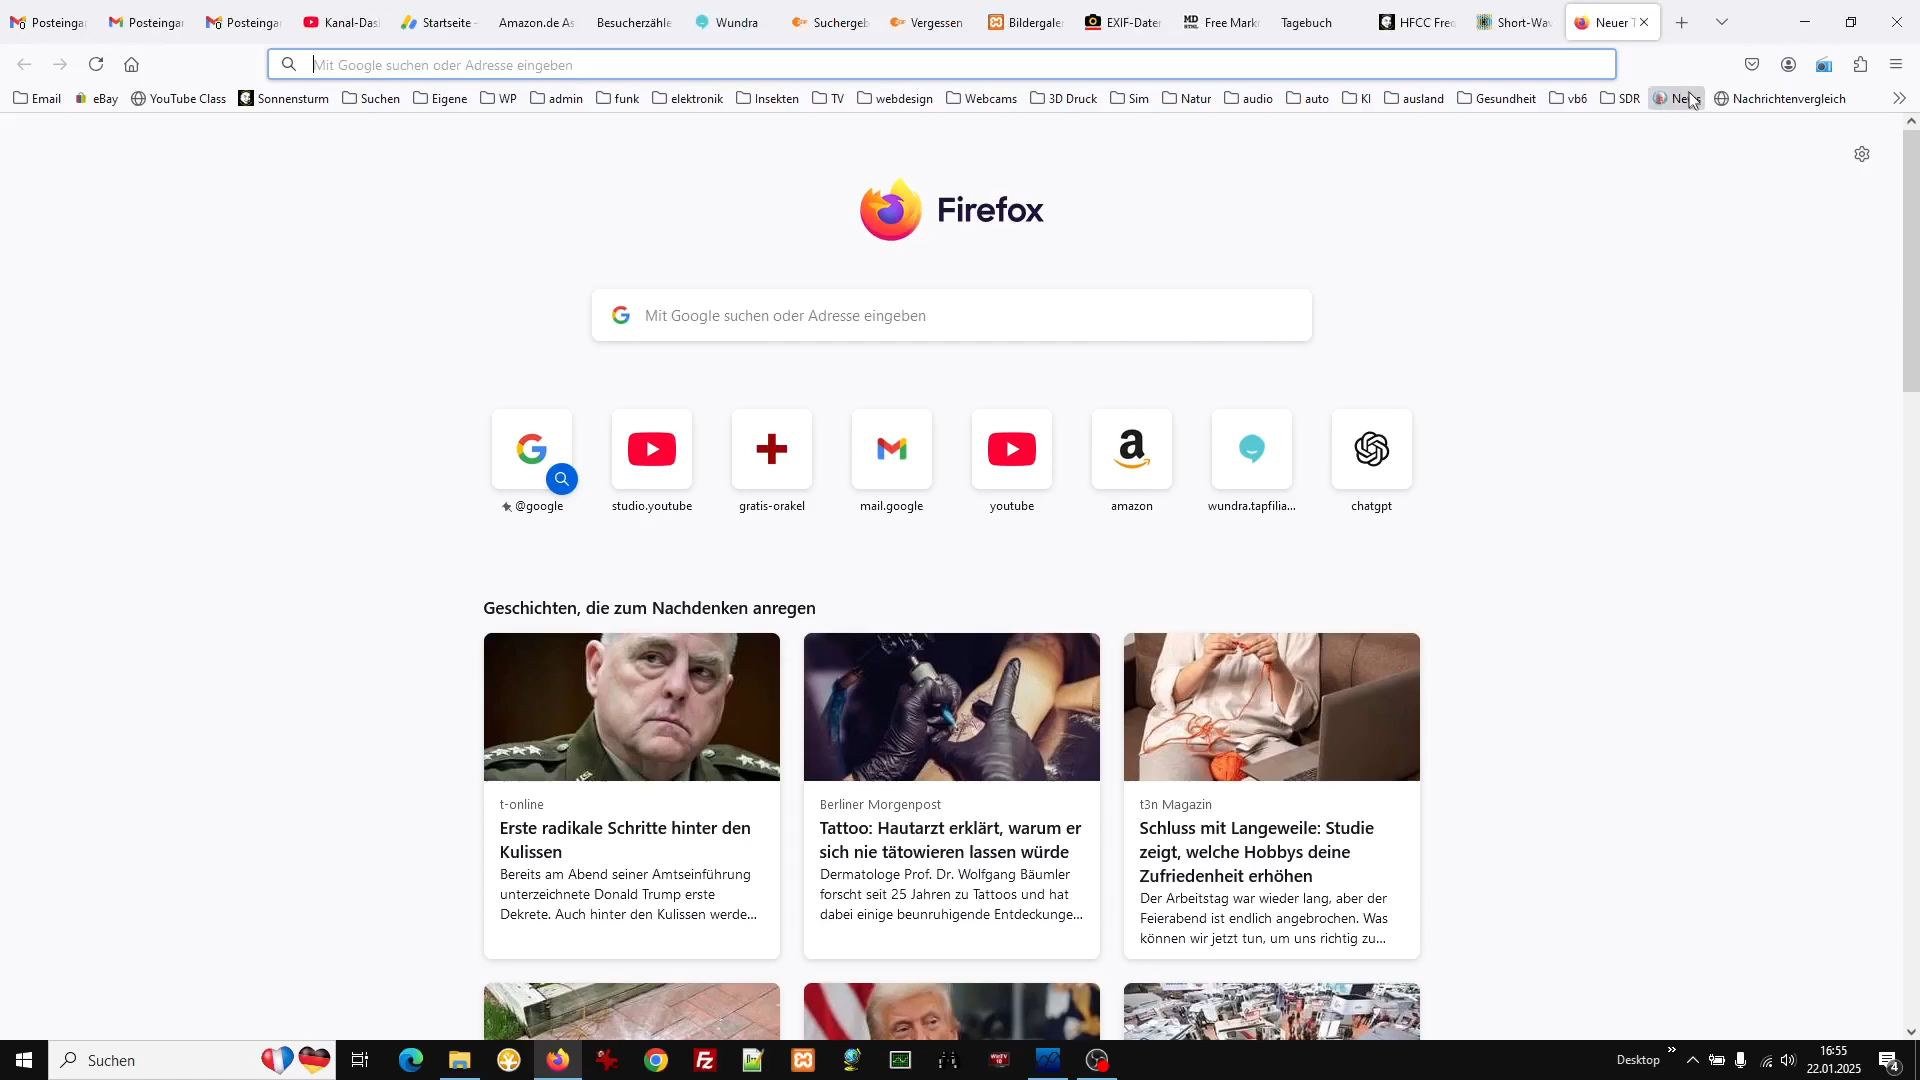 Posteingar
Posteingar
Posteingar
Kanal-Das
Startseite -
Amazon.de As
Besucherzähle
Wundra
Suchergeb
Vergessen
Bildergale
EXIF-Daten
Free Mark
Tagebuch
HFCC Fred
Short-Wav
Neuer T
Mit Google suchen oder Adresse eingeben
Email
eBay
YouTube Class
Sonnensturm
Suchen
Eigene
WP
admin
funk
elektronik
Insekten
TV
webdesign
Webcams
3D Druck
Sim
Natur
audio
auto
KI
ausland
Gesundheit
vb6
SDR
Nachrichtenvergleich
Firefox
Mit Google suchen oder Adresse eingeben
@google
studio.youtube
gratis-orakel
mail.google
youtube
amazon
wundra.tapfilia...
chatgpt
Geschichten, die zum Nachdenken anregen
t-online
Erste radikale Schritte hinter den
Kulissen
Bereits am Abend seiner Amtseinführung
unterzeichnete Donald Trump erste
Dekrete. Auch hinter den Kulissen werde...
Berliner Morgenpost
Tattoo: Hautarzt erklärt, warum er
sich nie tätowieren lassen würde
Dermatologe Prof. Dr. Wolfgang Bäumler
forscht seit 25 Jahren zu Tattoos und hat
dabei einige beunruhigende Entdeckunge...
t3n Magazin
Schluss mit Langeweile: Studie
zeigt, welche Hobbys deine
Zufriedenheit erhöhen
Der Arbeitstag war wieder lang, aber der
Feierabend ist endlich angebrochen. Was
können wir jetzt tun, um uns richtig zu...
Suchen
Desktop
16:55
22.01.2025
4